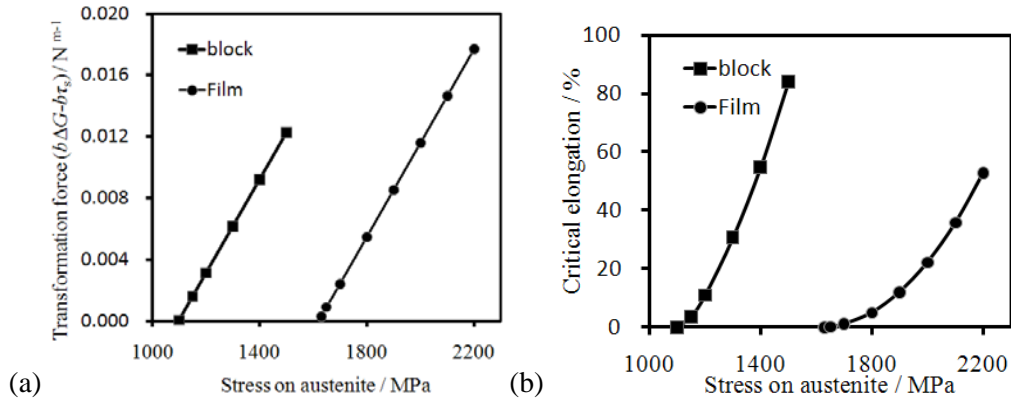 (a)
Transformation force (bΔG-bτs) / N m-1
0.020
0.016
0.012
0.008
0.004
0.000
block
Film
1000
1400
1800
2200
Stress on austenite / MPa
(b)
Critical elongation / %
100
80
60
40
20
0
block
Film
1000
1400
1800
2200
Stress on austenite / MPa